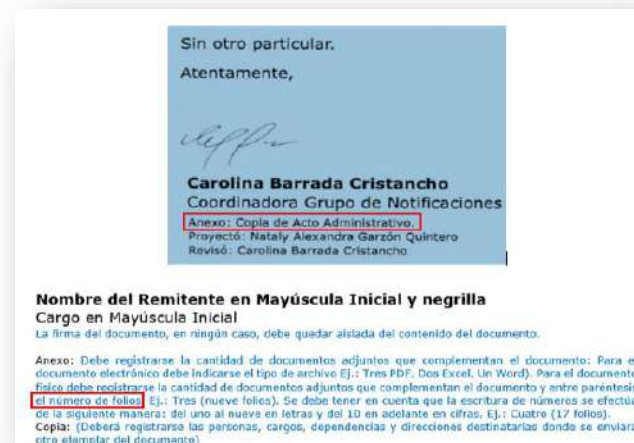 Sin otro particular.
Atentamente,
Carolina Barrada Cristancho
Coordinadora Grupo de Notificaciones
Anexo: Copia de Acto Administrativo.
Proyectó: Nataly Alexandra Garzón Quintero
Revisó: Carolina Barrada Cristancho
Nombre del Remitente en Mayúscula Inicial y negrilla
Cargo en Mayúscula Inicial
La firma del documento, en ningún caso, debe quedar aislada del contenido del documento.
Anexo: Debe registrarse la cantidad de documentos adjuntos que complementan el documento: Para e
documento electrónico debe indicarse el tipo de archivo Ej.: Tres PDF, Dos Excel, Un Word). Para el documento
físico debe registrarse la cantidad de documentos adjuntos que complementan el documento y entre paréntesis
el número de folios. Ej.: Tres (nueve folios). Se debe tener en cuenta que la escritura de números se efectúa
de la siguiente manera: del uno al nueve en letras y del 10 en adelante en cifras. Ej.: Cuatro (17 folios).
Copia: (Deberá registrarse las personas, cargos, dependencias y direcciones destinatarias donde se enviará
otro ejemplar del documento)